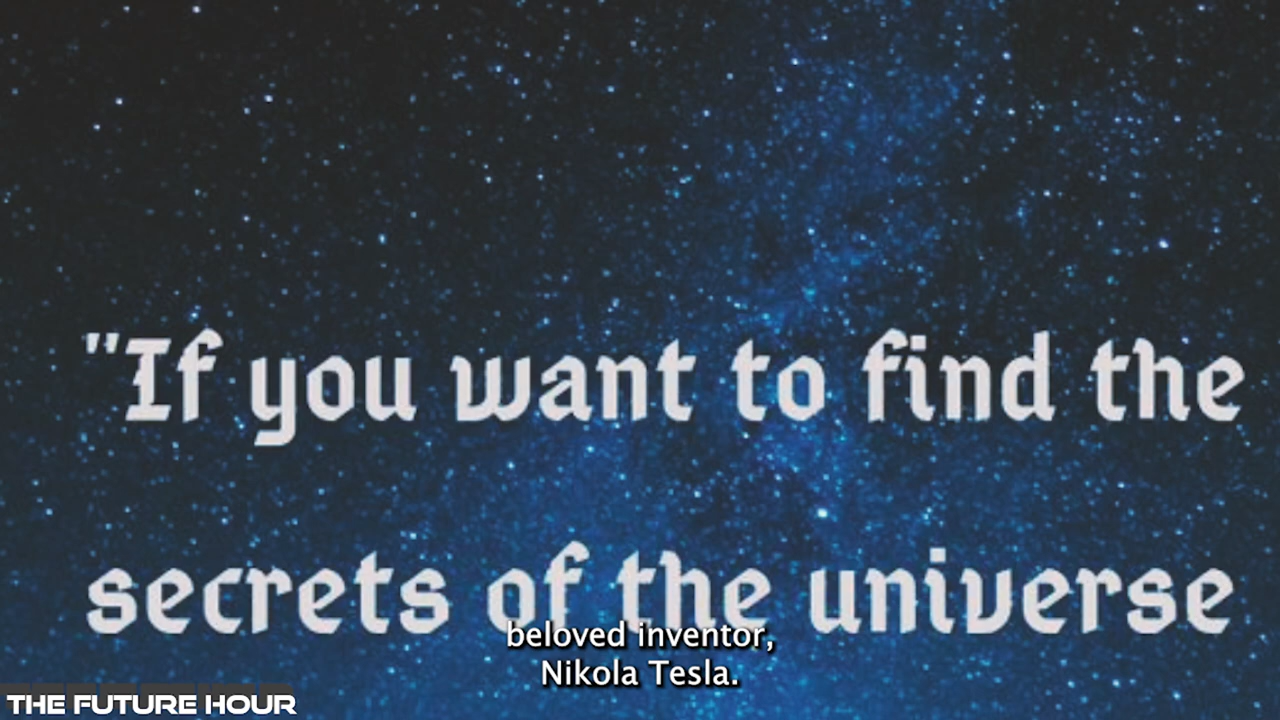 "If you want to find the
secrets of the universe
beloved inventor,
Nikola Tesla.
THE FUTURE HOUR